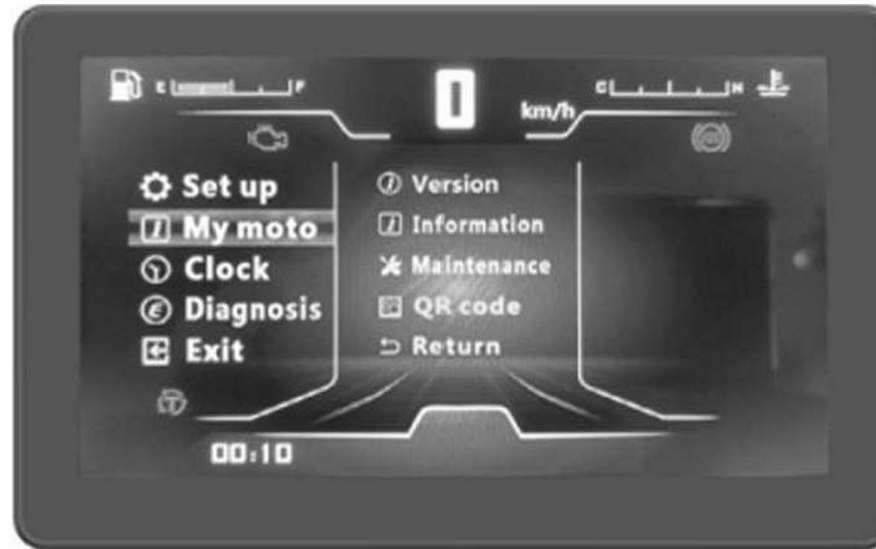 E F
0
km/h
C H
Set up
My moto
Clock
Diagnosis
Exit
Version
Information
Maintenance
QR code
Return
00:10